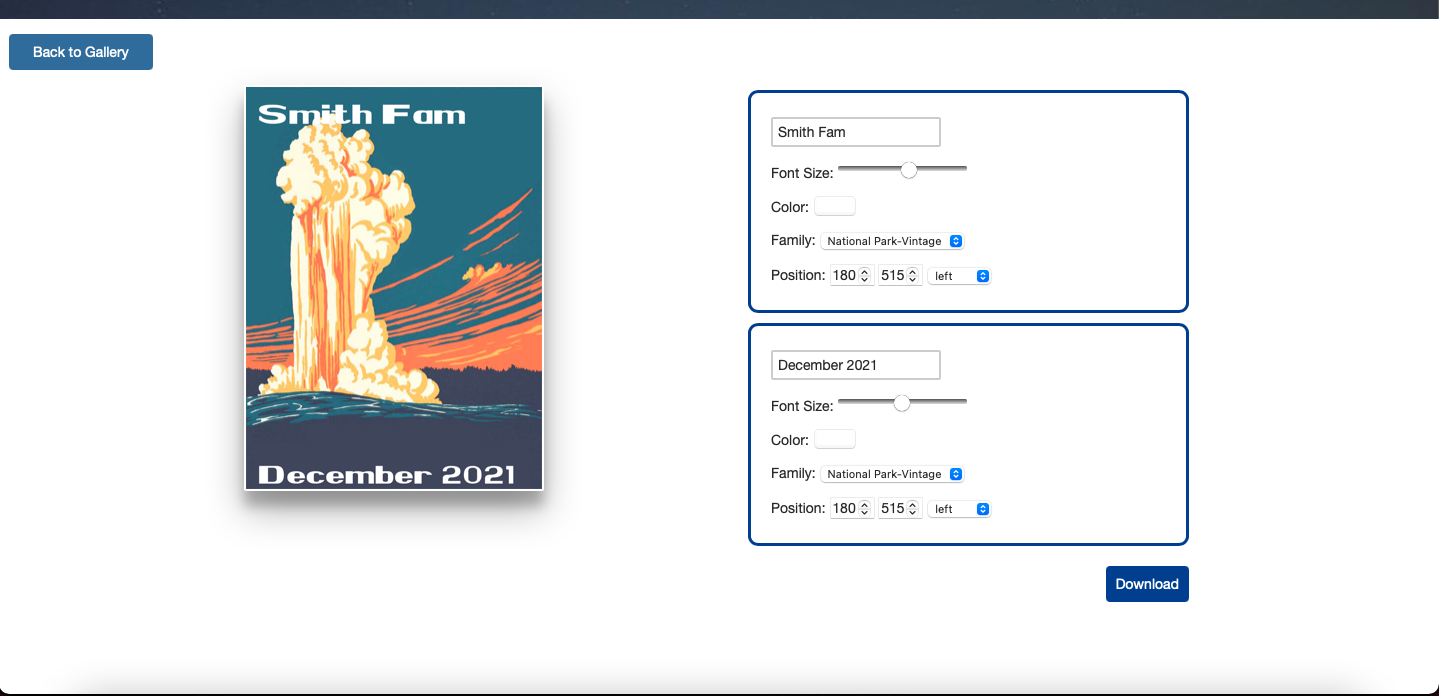 Back to Gallery
Smith Fam
December 2021
Smith Fam
Font Size:
Color:
Family: National Park-Vintage
Position: 180 515 left
December 2021
Font Size:
Color:
Family: National Park-Vintage
Position: 180 515 left
Download